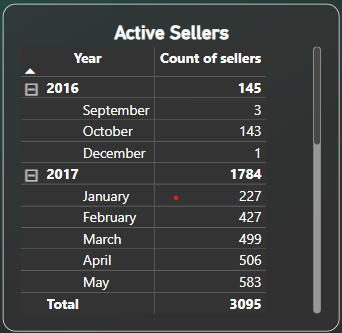 Active Sellers
Year Count of sellers
2016 145
September 3
October 143
December 1
2017 1784
January 227
February 427
March 499
April 506
May 583
Total 3095